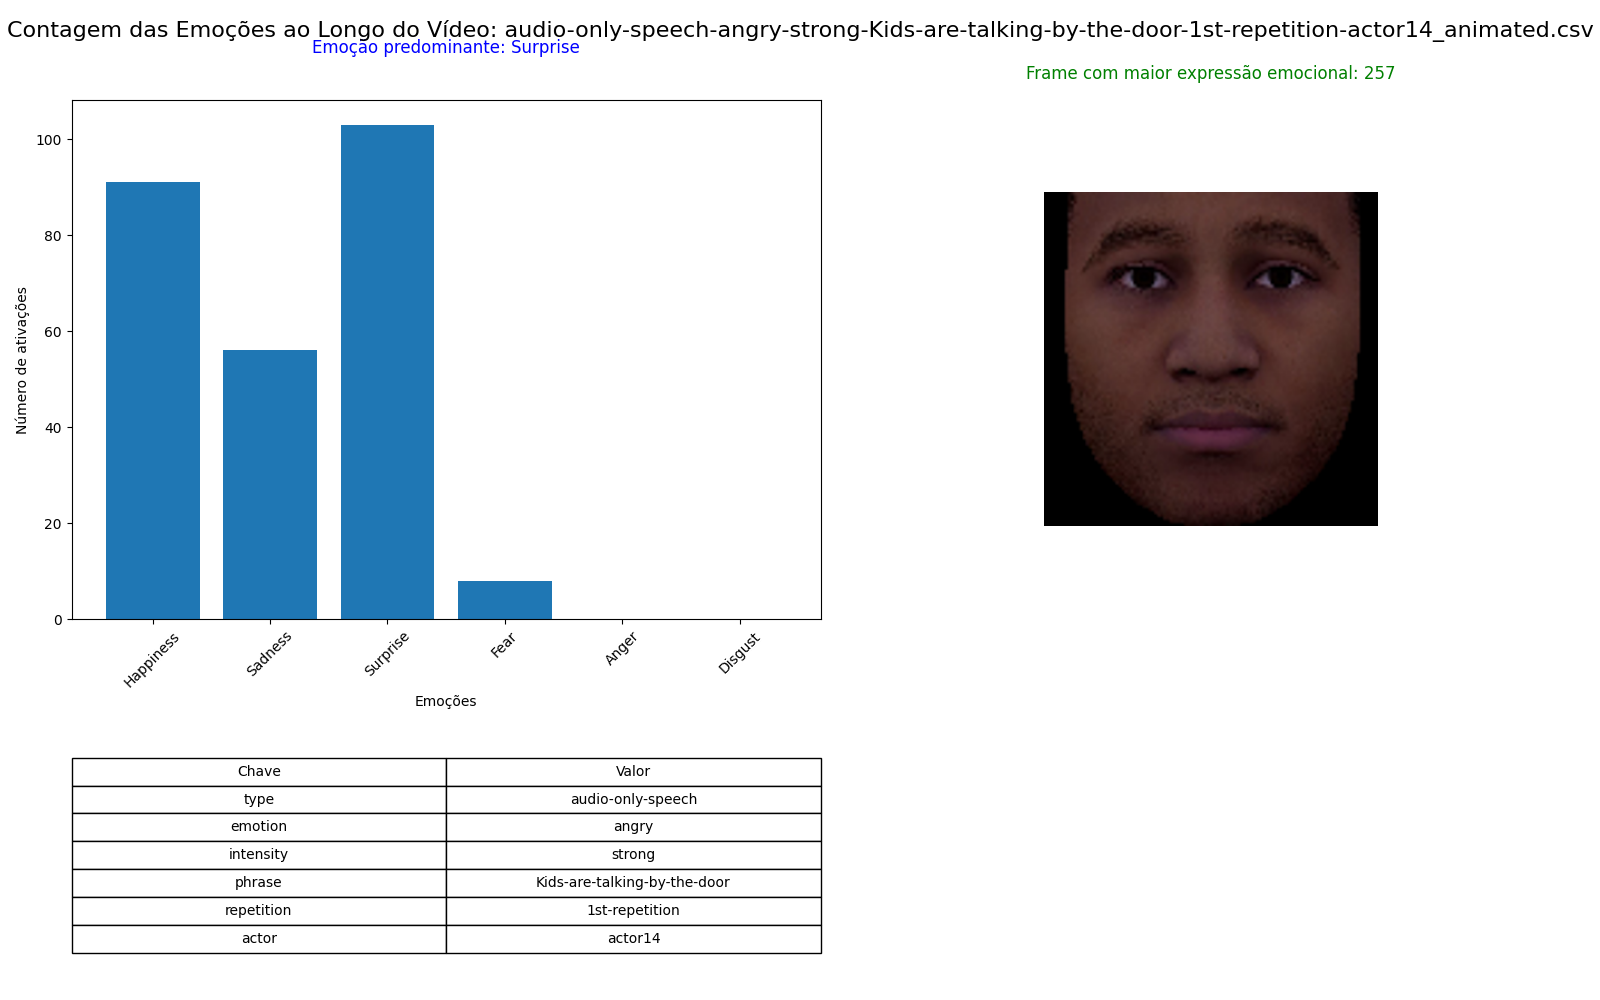 Contagem das Emoções ao Longo do Vídeo: audio-only-speech-angry-strong-Kids-are-talking-by-the-door-1st-repetition-actor14_animated.csv
Emoção predominante: Surprise
Frame com maior expressão emocional: 257
100
80
60
40
20
0
Número de ativações
Happiness
Sadness
Surprise
Fear
Anger
Disgust
Emoções
Chave Valor
type audio-only-speech
emotion angry
intensity strong
phrase Kids-are-talking-by-the-door
repetition 1st-repetition
actor actor14